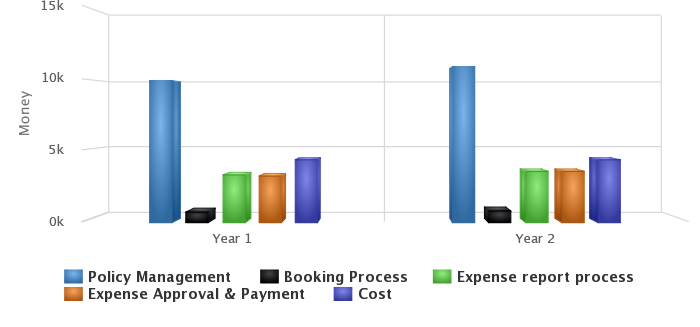 15k
10k
5k
0k
Money
Year 1
Year 2
Policy Management
Booking Process
Expense report process
Expense Approval & Payment
Cost